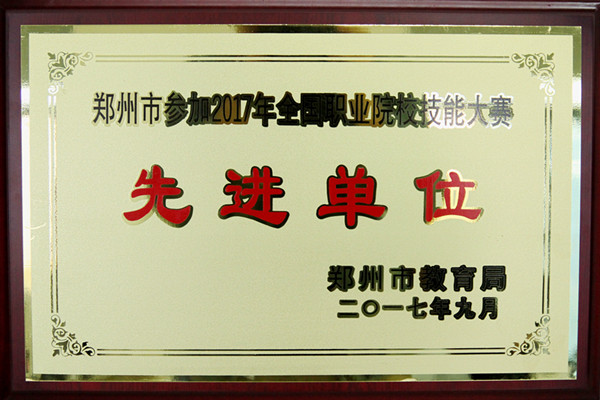 郑州市参加2017年全国职业院校技能大赛
先进单位
郑州市教育局
二〇一七年九月